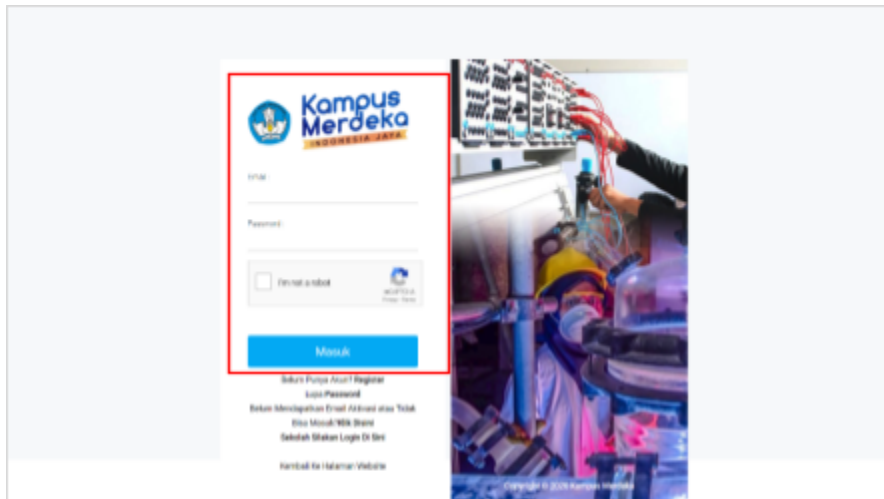 Kampus
Merdeka
INDONESIA JAYA
Email
Password
I'm not a robot
reCAPTCHA
Privacy - Terms
Masuk
Belum Punya Akun? Register
Lupa Password
Belum Mendapatkan Email Aktivasi atau Tidak
Bisa Masuk? Klik Disini
Sekolah Silakan Login Di Sini
Kembali Ke Halaman Website
Copyright © 2026 Kampus Merdeka